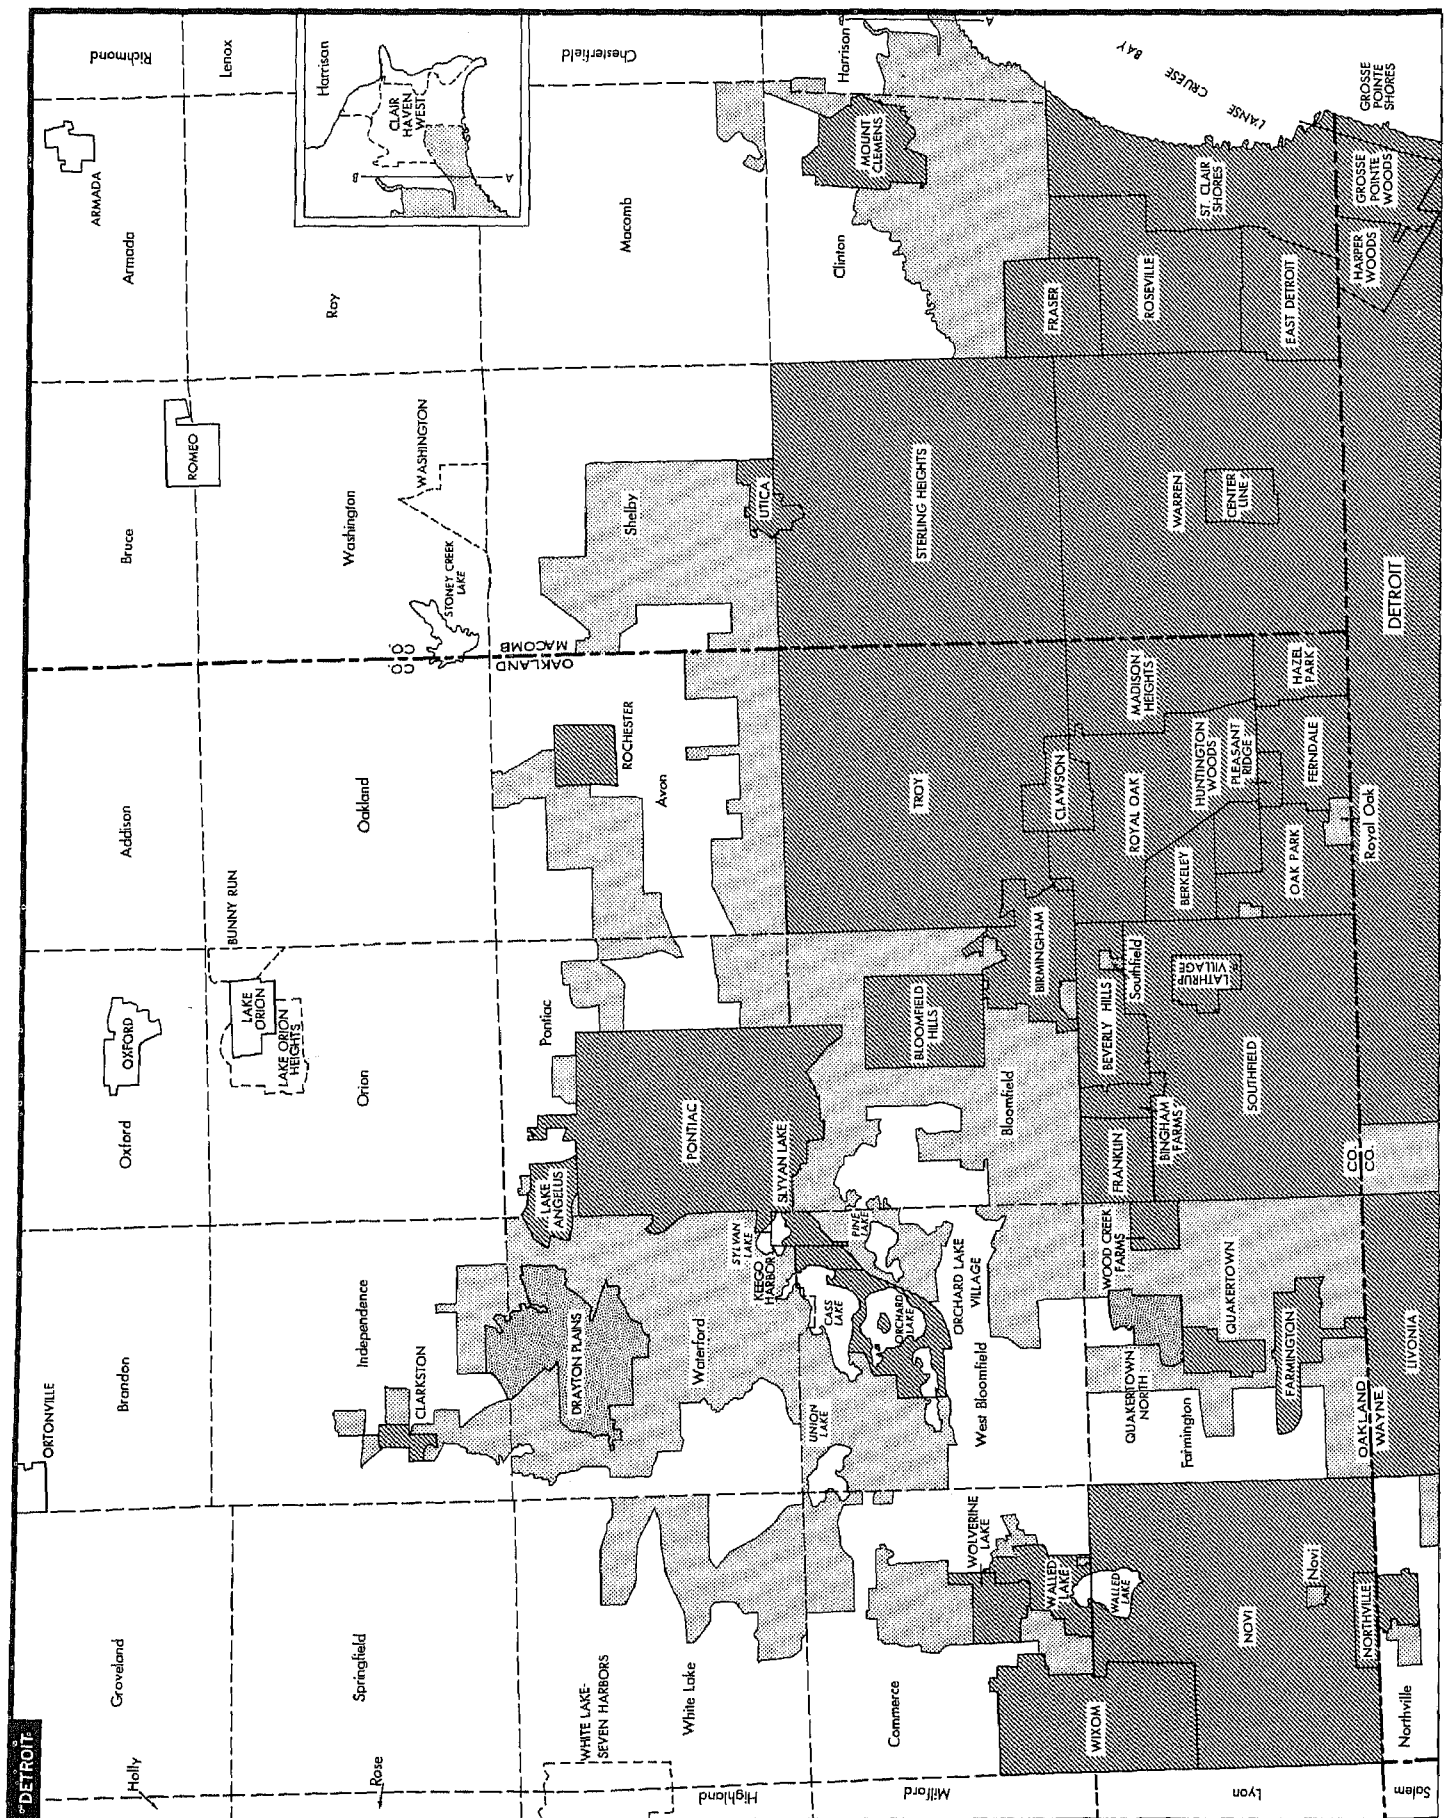 "DETROIT"
Holly
Groveland
ORTONVILLE
Brandon
Oxford
OXFORD
Addison
Bruce
Armada
ARMADA
Richmond
Rose
Springfield
Independence
CLARKSTON
Orion
LAKE
ORION
LAKE ORION
HEIGHTS
BUNNY RUN
Oakland
ROMEO
Washington
WASHINGTON
STONEY CREEK
LAKE
Ray
Lenox
Harrison
CLAIR
HAVEN
WEST
A
B
OAKLAND CO.
MACOMB CO.
WHITE LAKE-
SEVEN HARBORS
Highland
White Lake
DRAYTON PLAINS
Waterford
LAKE
ANGELUS
Pontiac
PONTIAC
ROCHESTER
Avon
Shelby
UTICA
Macomb
Chesterfield
SYLVAN
LAKE
SLYVAN LAKE
KEEGO
HARBOR
CASS
LAKE
UNION
LAKE
PINE
LAKE
ORCHARD
LAKE
ORCHARD LAKE
VILLAGE
Milford
Commerce
WOLVERINE
LAKE
WALLED
LAKE
WALLED
LAKE
West Bloomfield
Bloomfield
BLOOMFIELD
HILLS
BIRMINGHAM
TROY
CLAWSON
STERLING HEIGHTS
Clinton
MOUNT
CLEMENS
Harrison
A
B
FRASER
L'ANSE CRUESE BAY
Lyon
WIXOM
NOVI
Novi
QUAKERTOWN
NORTH
Farmington
QUAKERTOWN
FARMINGTON
WOOD CREEK
FARMS
FRANKLIN
BINGHAM
FARMS
BEVERLY HILLS
Southfield
LATHRUP
VILLAGE
SOUTHFIELD
ROYAL OAK
BERKELEY
HUNTINGTON
WOODS
PLEASANT
RIDGE
OAK PARK
FERNDALE
MADISON
HEIGHTS
HAZEL
PARK
WARREN
CENTER
LINE
ROSEVILLE
EAST DETROIT
ST. CLAIR
SHORES
Salem
Northville
NORTHVILLE
OAKLAND CO.
WAYNE CO.
LIVONIA
Royal Oak
DETROIT
HARPER
WOODS
GROSSE
POINTE
WOODS
GROSSE
POINTE
SHORES